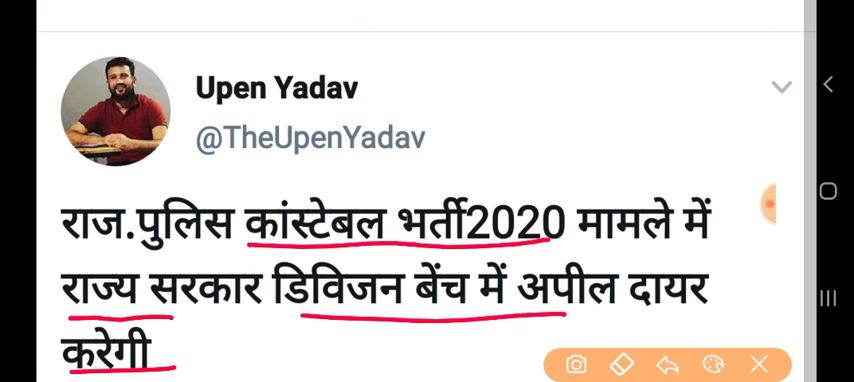 Upen Yadav
@TheUpenYadav
राज.पुलिस कांस्टेबल भर्ती2020 मामले में
राज्य सरकार डिविजन बेंच में अपील दायर
करेगी